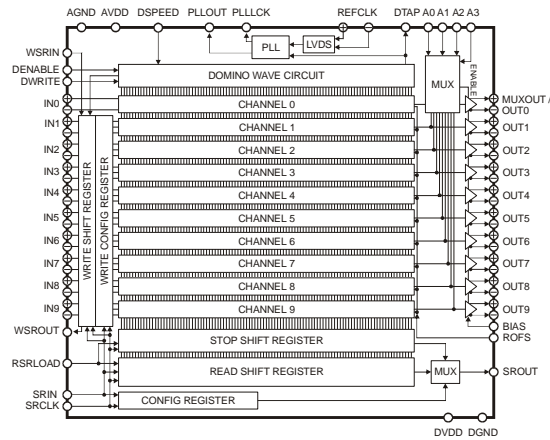 AGND AVDD DSPEED PLLOUT PLLLCK REFCLK DTAP A0 A1 A2 A3
PLL
LVDS
WSRIN
DENABLE
DWRITE
DOMINO WAVE CIRCUIT
MUX
ENABLE
IN0
CHANNEL 0
MUXOUT /
OUT0
IN1
CHANNEL 1
OUT1
IN2
CHANNEL 2
OUT2
IN3
CHANNEL 3
OUT3
IN4
CHANNEL 4
OUT4
IN5
CHANNEL 5
OUT5
IN6
CHANNEL 6
OUT6
IN7
CHANNEL 7
OUT7
IN8
CHANNEL 8
OUT8
IN9
CHANNEL 9
OUT9
WRITE SHIFT REGISTER
WRITE CONFIG REGISTER
BIAS
WSROUT
STOP SHIFT REGISTER
ROFS
RSRLOAD
READ SHIFT REGISTER
MUX
SROUT
SRIN
SRCLK
CONFIG REGISTER
DVDD DGND